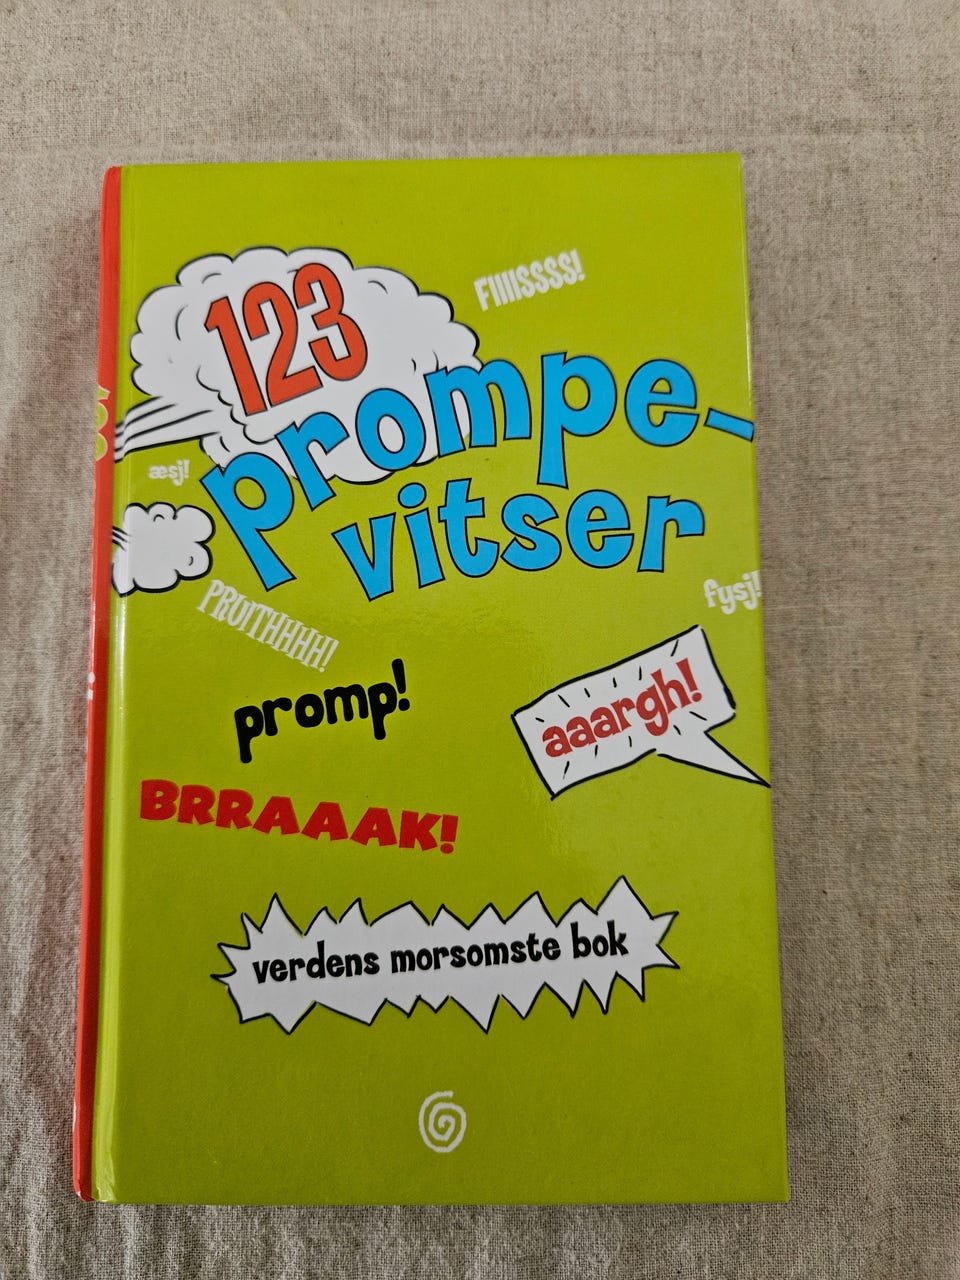 123
FIIIISSSS!
prompe-
vitser
æsj!
fysj!
PRUITHHHH!
promp!
aaargh!
BRRAAAK!
verdens morsomste bok